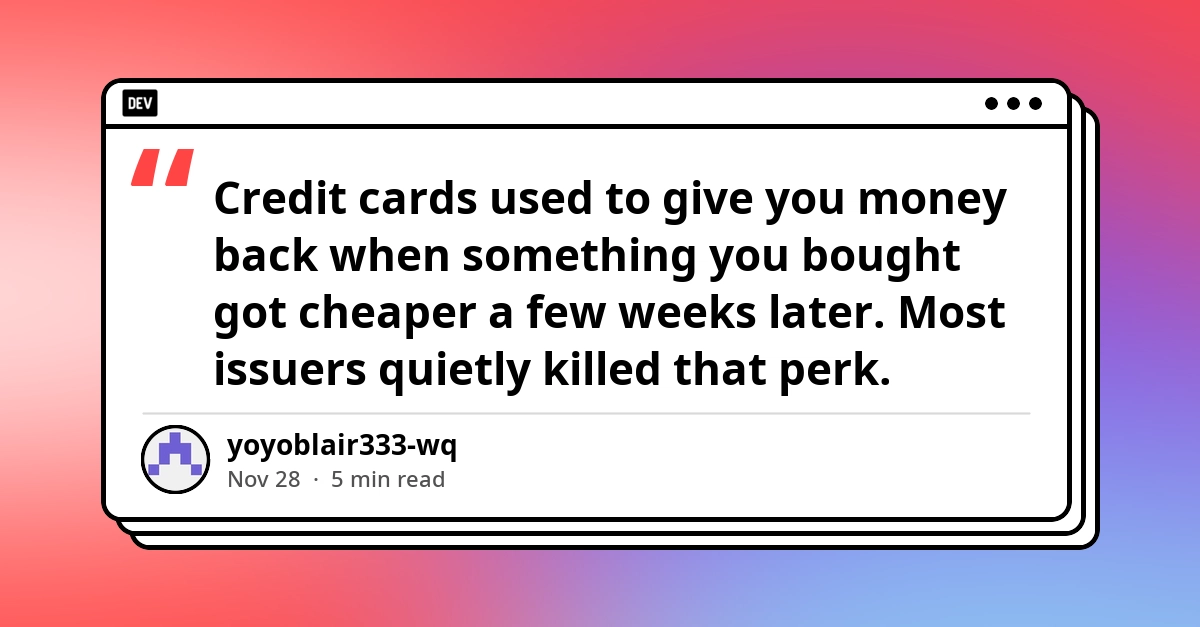 DEV
“
Credit cards used to give you money
back when something you bought
got cheaper a few weeks later. Most
issuers quietly killed that perk.
yoyoblair333-wq
Nov 28 · 5 min read